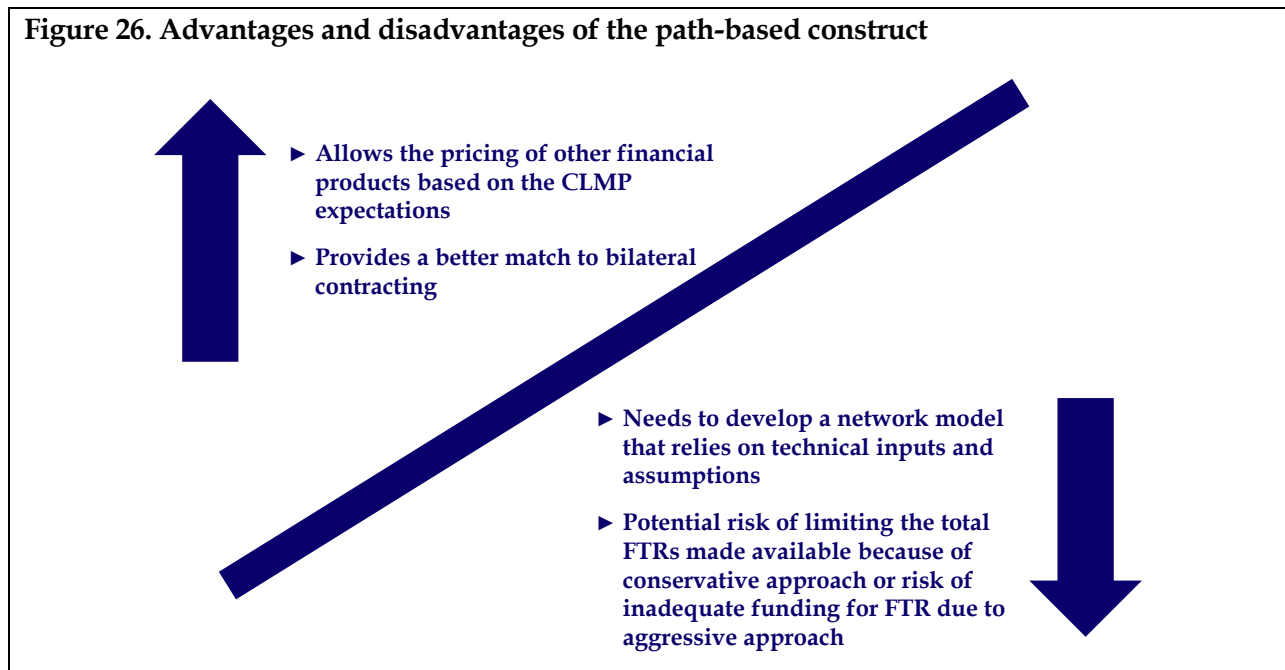 Figure 26. Advantages and disadvantages of the path-based construct
► Allows the pricing of other financial
products based on the CLMP
expectations
► Provides a better match to bilateral
contracting
► Needs to develop a network model
that relies on technical inputs and
assumptions
► Potential risk of limiting the total
FTRs made available because of
conservative approach or risk of
inadequate funding for FTR due to
aggressive approach